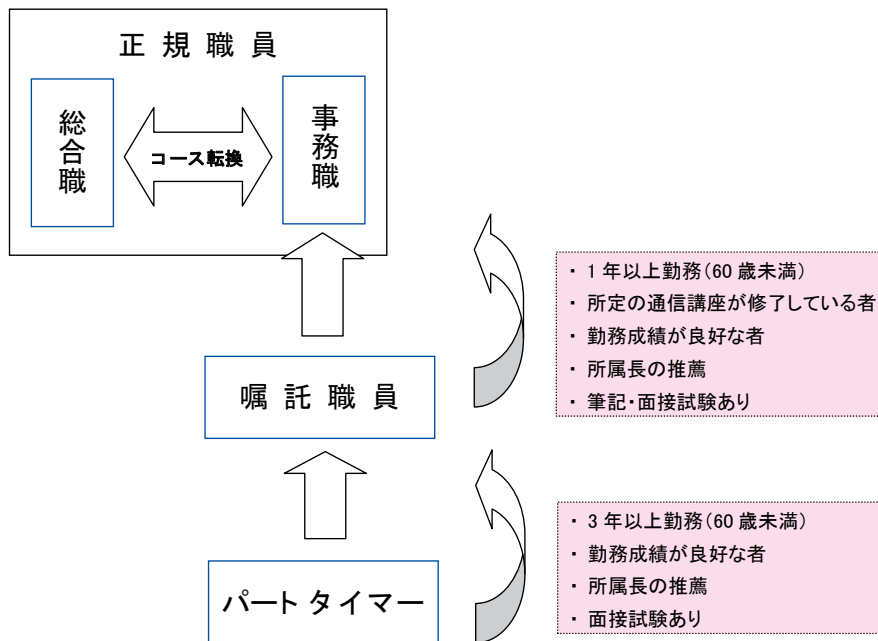 正規職員
総合職
コース転換
事務職
・ 1年以上勤務(60歳未満)
・ 所定の通信講座が修了している者
・ 勤務成績が良好な者
・ 所属長の推薦
・ 筆記・面接試験あり
嘱託職員
・ 3年以上勤務(60歳未満)
・ 勤務成績が良好な者
・ 所属長の推薦
・ 面接試験あり
パートタイマー